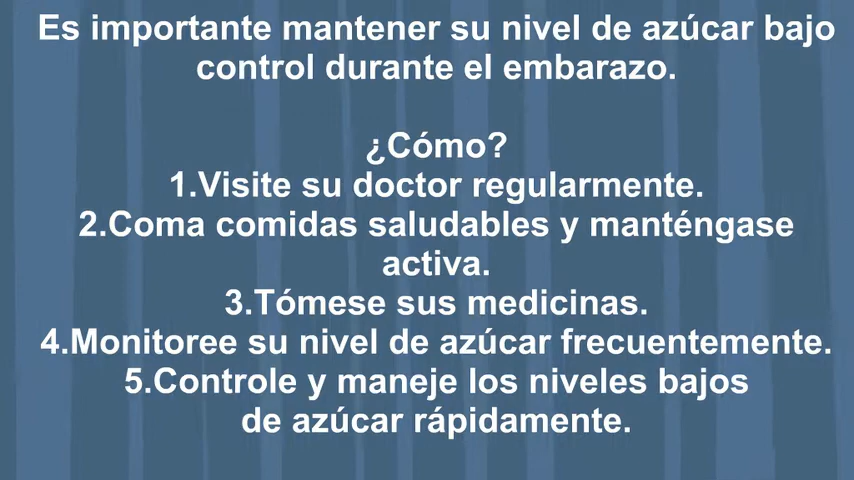 Es importante mantener su nivel de azúcar bajo
control durante el embarazo.
¿Cómo?
1.Visite su doctor regularmente.
2.Coma comidas saludables y manténgase
activa.
3.Tómese sus medicinas.
4.Monitoree su nivel de azúcar frecuentemente.
5.Controle y maneje los niveles bajos
de azúcar rápidamente.